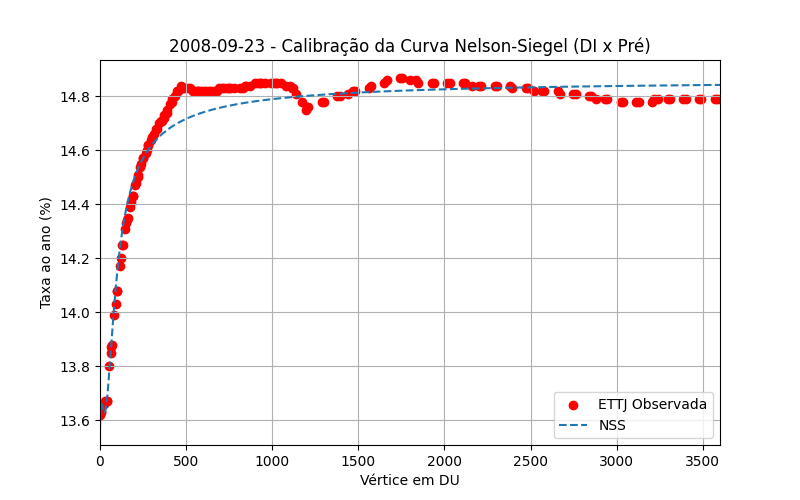 2008-09-23 - Calibração da Curva Nelson-Siegel (DI x Pré)
Taxa ao ano (%)
14.8
14.6
14.4
14.2
14.0
13.8
13.6
ETTJ Observada
NSS
0 500 1000 1500 2000 2500 3000 3500
Vértice em DU